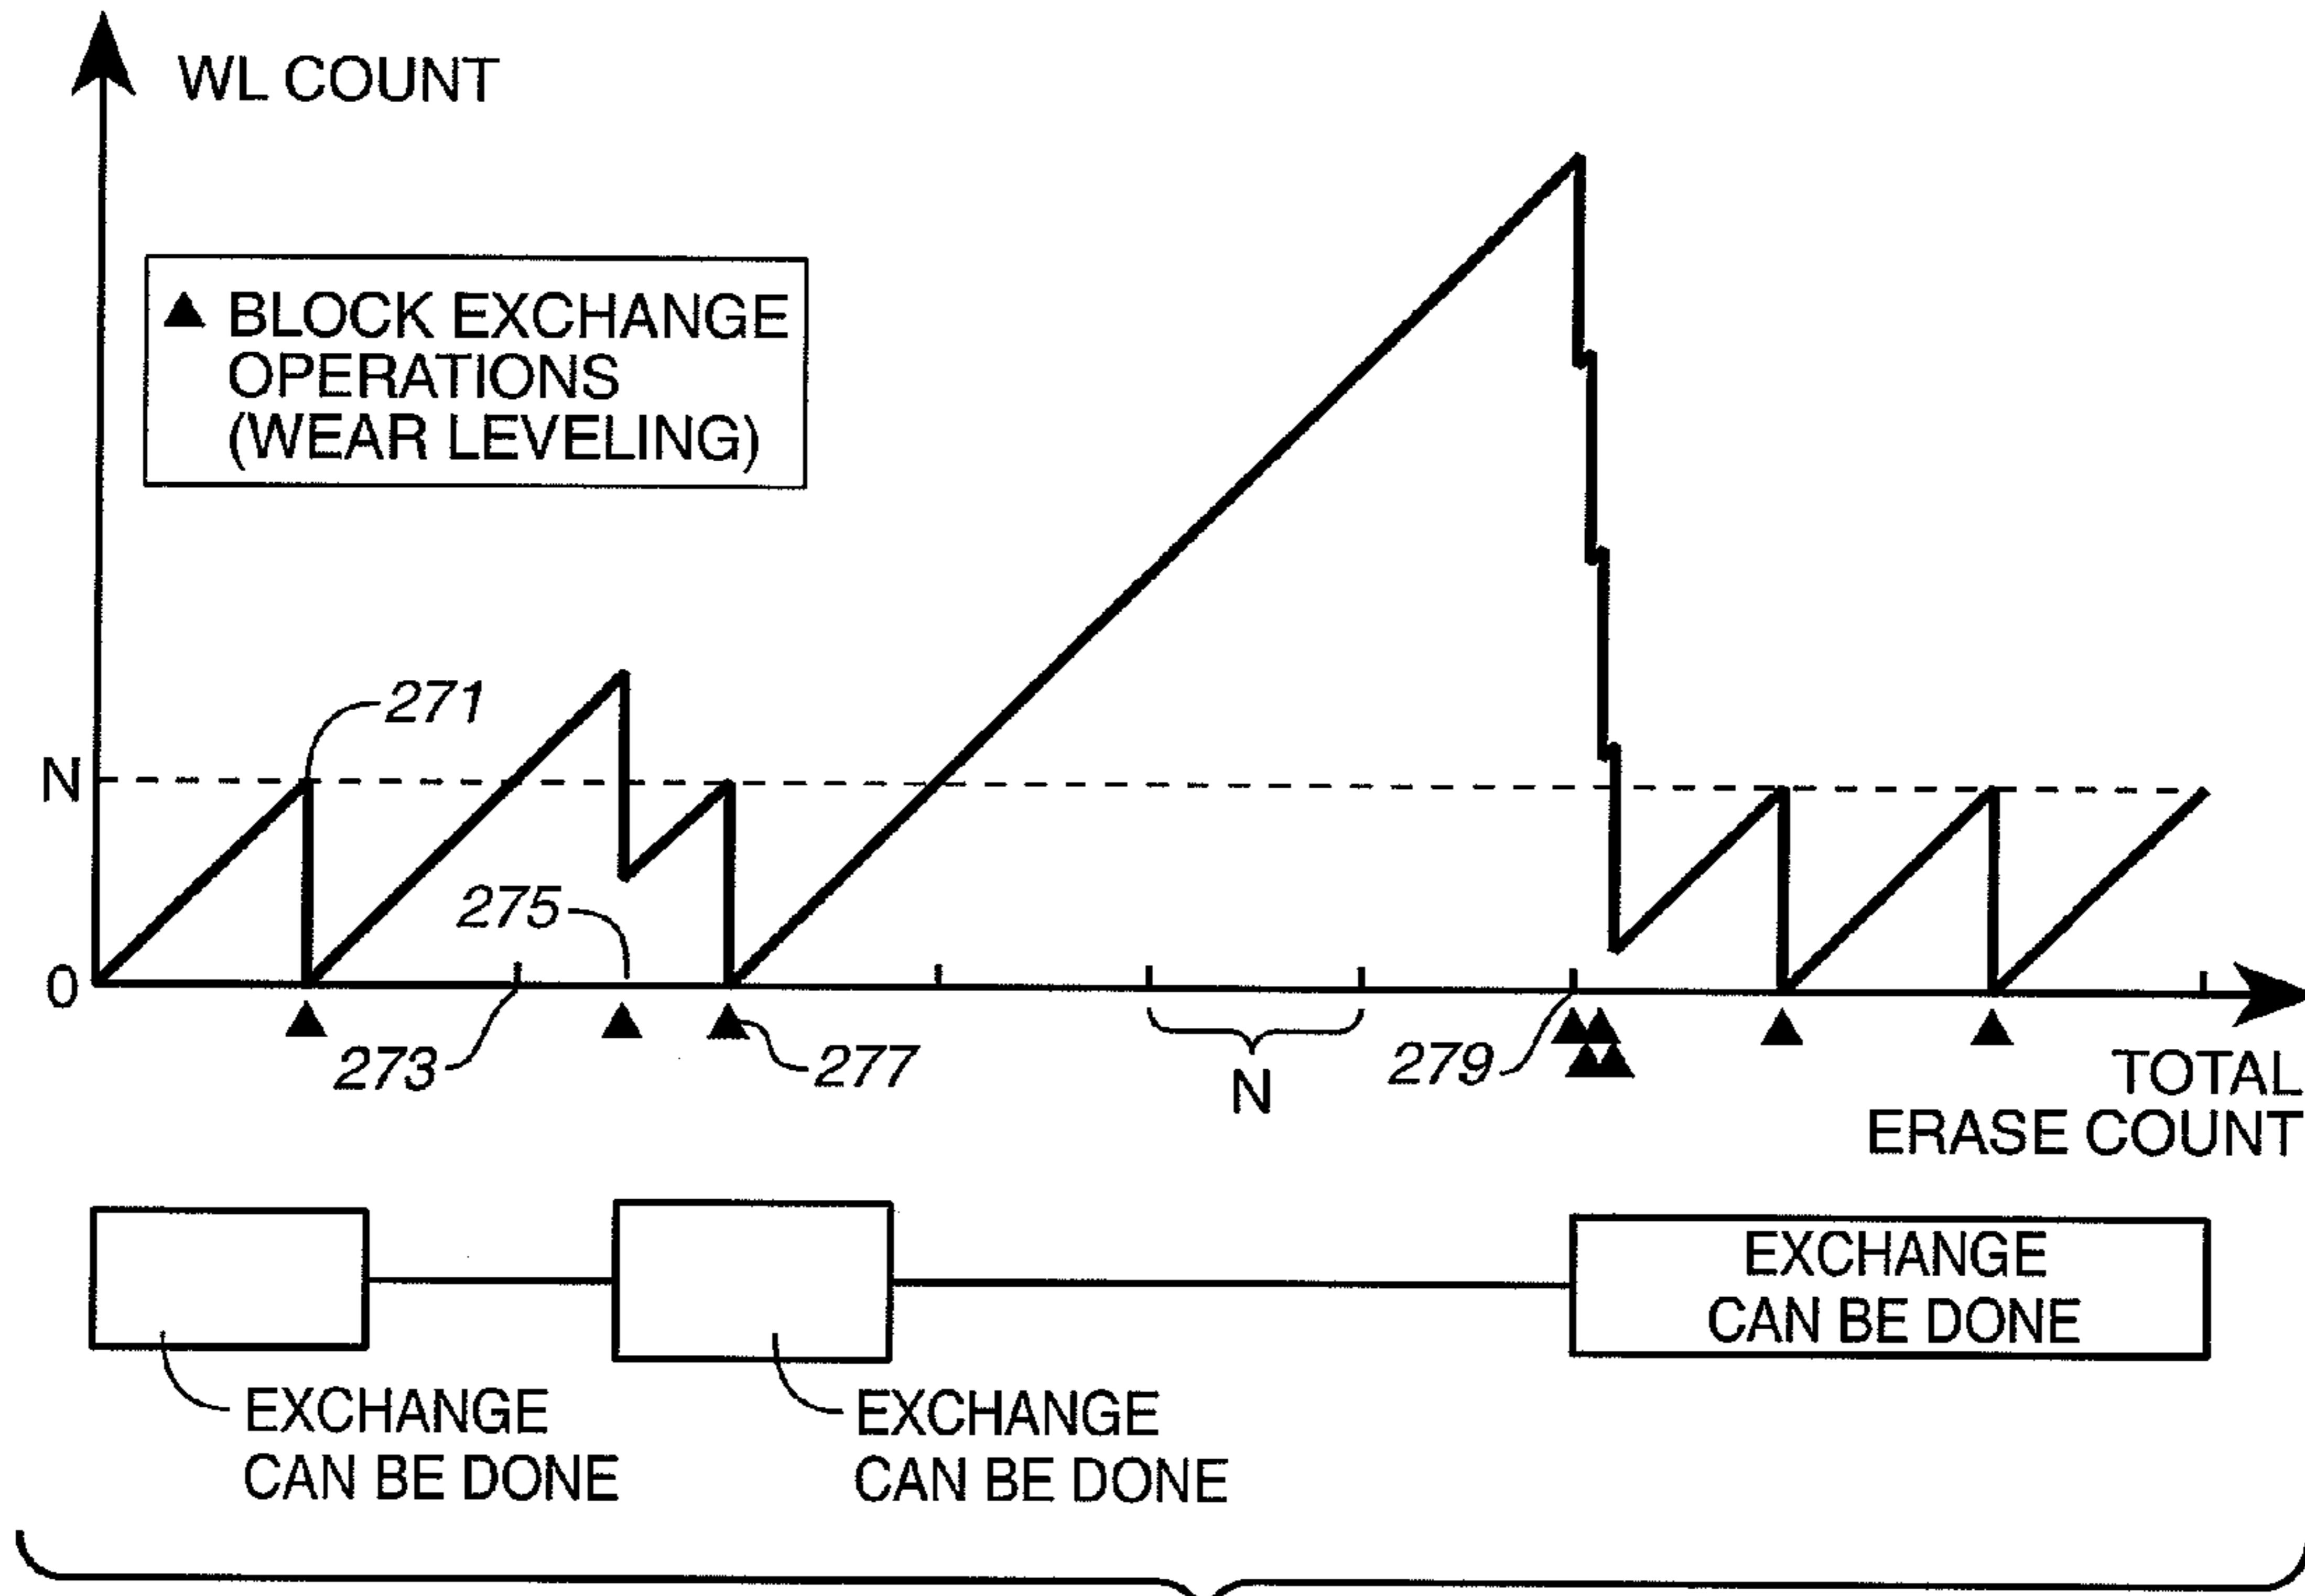 WL COUNT
▲ BLOCK EXCHANGE
OPERATIONS
(WEAR LEVELING)
271
N
275
0
273
277
N
279
TOTAL
ERASE COUNT
EXCHANGE
CAN BE DONE
EXCHANGE
CAN BE DONE
EXCHANGE
CAN BE DONE